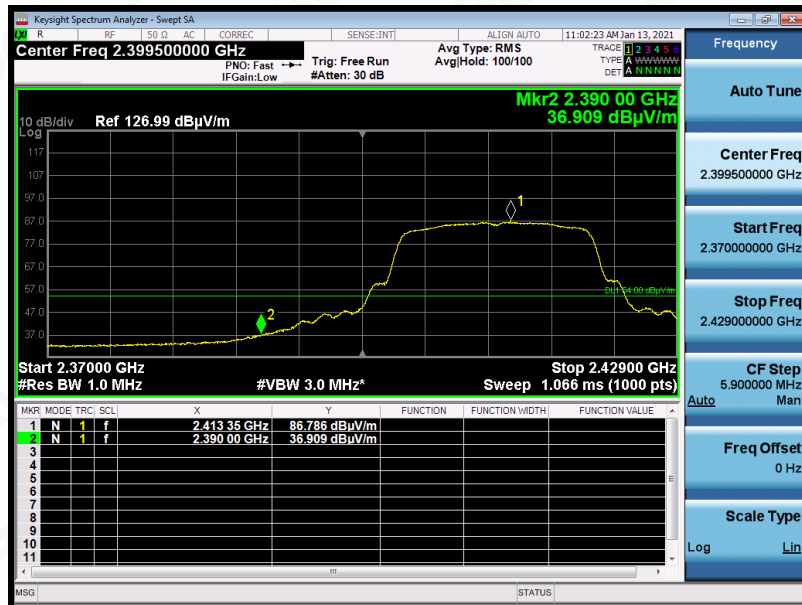 Keysight Spectrum Analyzer - Swept SA
LXI R RF 50 Ω AC CORREC SENSE:INT ALIGN AUTO 11:02:23 AM Jan 13, 2021
Center Freq 2.399500000 GHz
PNO: Fast
IFGain:Low
Trig: Free Run
#Atten: 30 dB
Avg Type: RMS
Avg|Hold: 100/100
TRACE 1 2 3 4 5 6
TYPE A WWWWW
DET A N N N N N
Mkr2 2.390 00 GHz
36.909 dBµV/m
10 dB/div Ref 126.99 dBµV/m
Log
117
107
97.0
87.0
77.0
67.0
57.0
47.0
37.0
1
2
DL1 54.00 dBµV/m
Start 2.37000 GHz Stop 2.42900 GHz
#Res BW 1.0 MHz #VBW 3.0 MHz* Sweep 1.066 ms (1000 pts)
MKR MODE TRC SCL X Y FUNCTION FUNCTION WIDTH FUNCTION VALUE
1 N 1 f 2.413 35 GHz 86.786 dBµV/m
2 N 1 f 2.390 00 GHz 36.909 dBµV/m
3
4
5
6
7
8
9
10
11
MSG STATUS
Frequency
Auto Tune
Center Freq
2.399500000 GHz
Start Freq
2.370000000 GHz
Stop Freq
2.429000000 GHz
CF Step
5.900000 MHz
Auto Man
Freq Offset
0 Hz
Scale Type
Log Lin